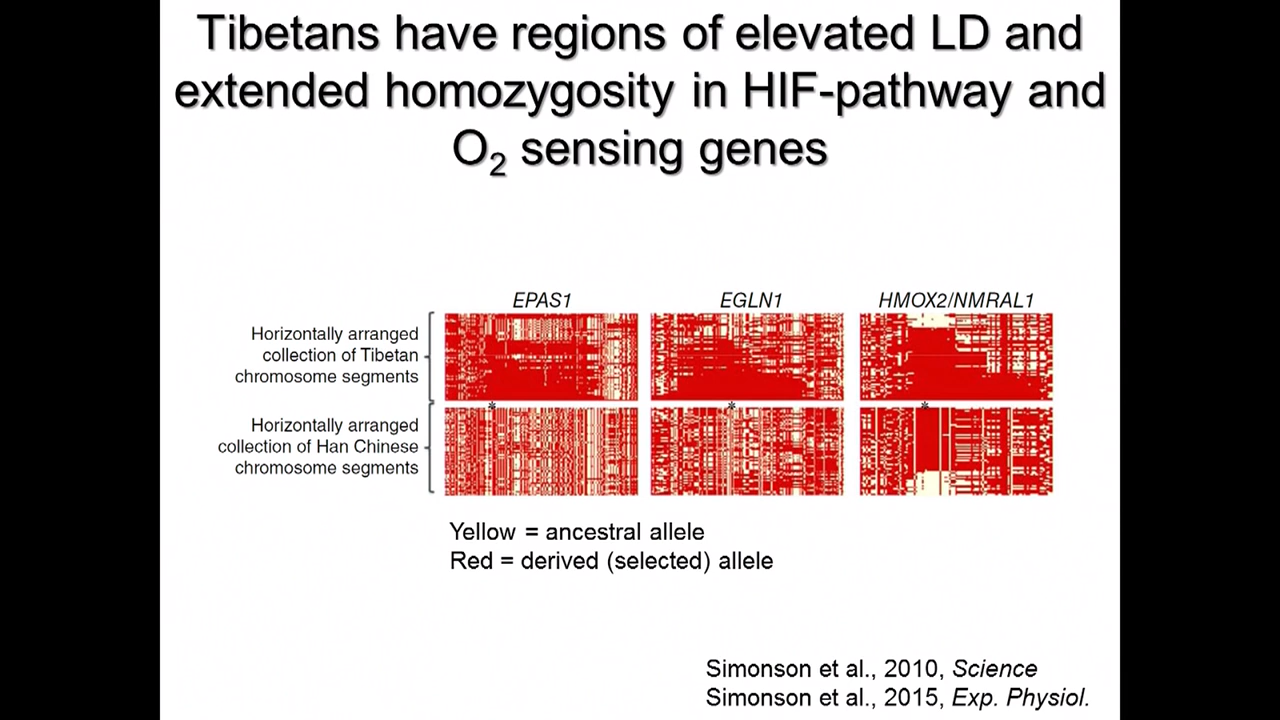 Tibetans have regions of elevated LD and
extended homozygosity in HIF-pathway and
O₂ sensing genes
EPAS1
EGLN1
HMOX2/NMRAL1
Horizontally arranged
collection of Tibetan
chromosome segments
*
*
*
Horizontally arranged
collection of Han Chinese
chromosome segments
Yellow = ancestral allele
Red = derived (selected) allele
Simonson et al., 2010, Science
Simonson et al., 2015, Exp. Physiol.